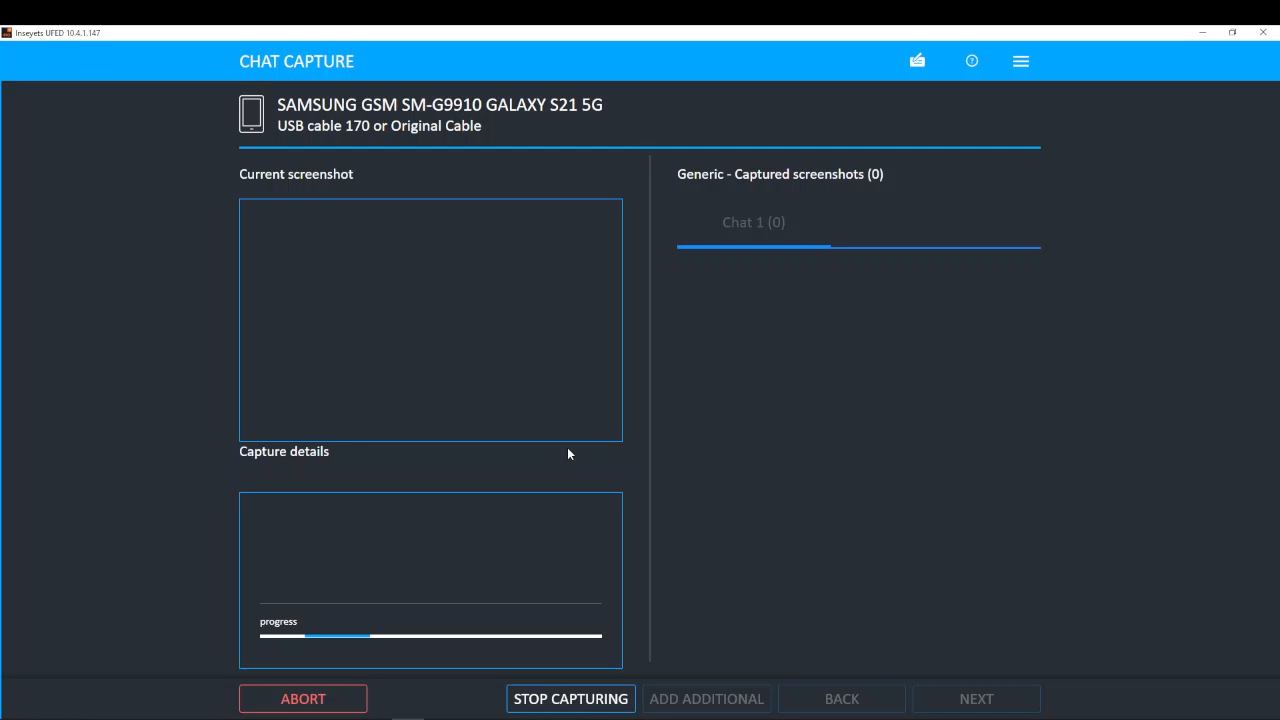 Inseyets UFED 10.4.1.147
CHAT CAPTURE
SAMSUNG GSM SM-G9910 GALAXY S21 5G
USB cable 170 or Original Cable
Current screenshot
Generic - Captured screenshots (0)
Chat 1 (0)
Capture details
progress
ABORT
STOP CAPTURING
ADD ADDITIONAL
BACK
NEXT